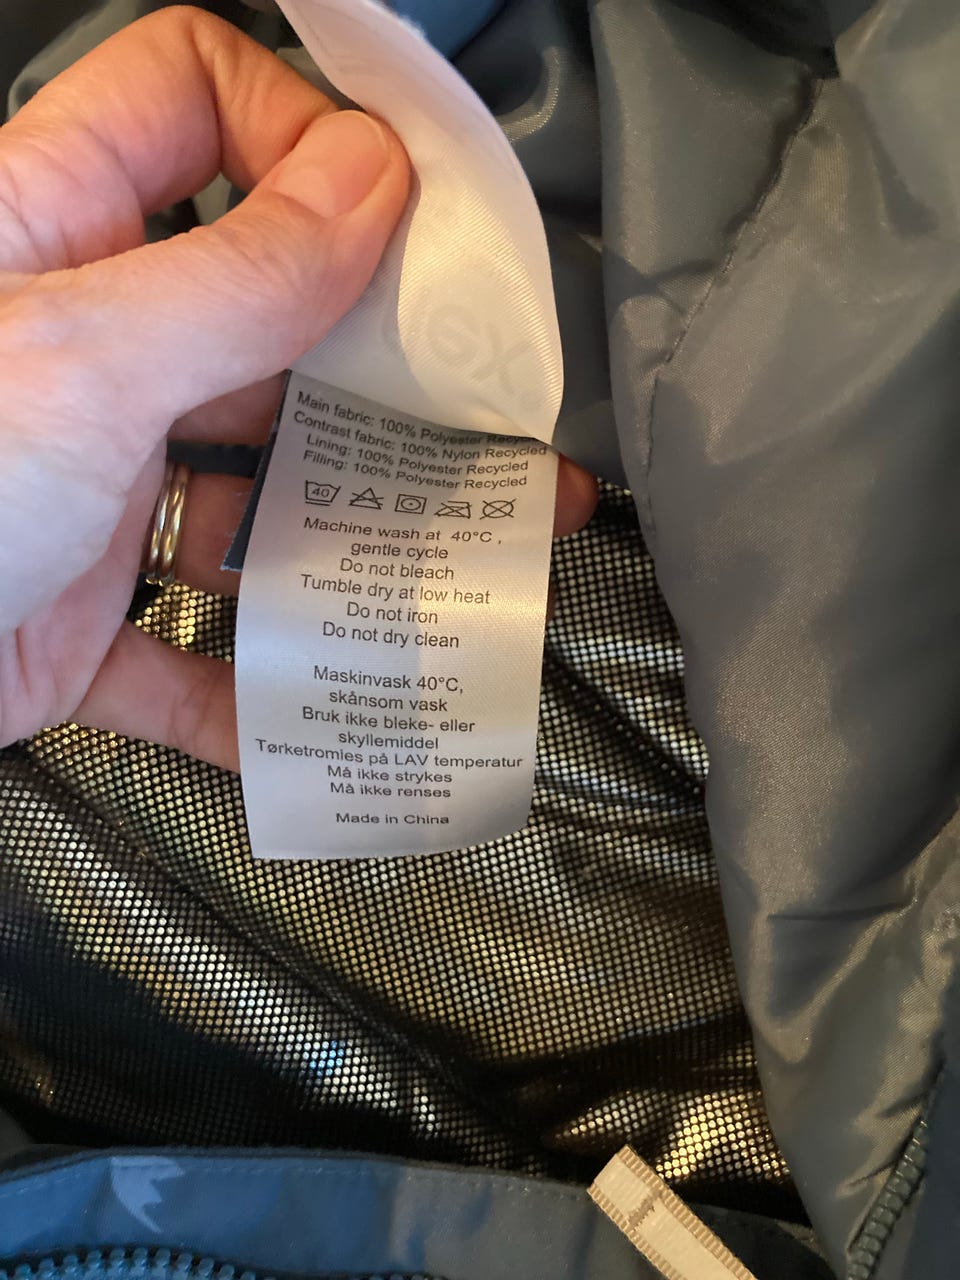 Main fabric: 100% Polyester Recycled
Contrast fabric: 100% Nylon Recycled
Lining: 100% Polyester Recycled
Filling: 100% Polyester Recycled
40
Machine wash at 40°C ,
gentle cycle
Do not bleach
Tumble dry at low heat
Do not iron
Do not dry clean
Maskinvask 40°C,
skånsom vask
Bruk ikke bleke- eller
skyllemiddel
Tørketromles på LAV temperatur
Må ikke strykes
Må ikke renses
Made in China